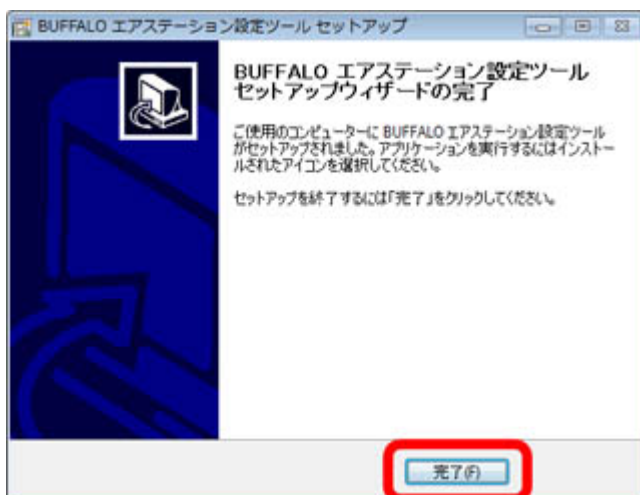 BUFFALO エアステーション設定ツール セットアップ
BUFFALO エアステーション設定ツール
セットアップウィザードの完了
ご使用のコンピューターに BUFFALO エアステーション設定ツール
がセットアップされました。アプリケーションを実行するにはインストー
ルされたアイコンを選択してください。
セットアップを終了するには「完了」をクリックしてください。
完了(F)